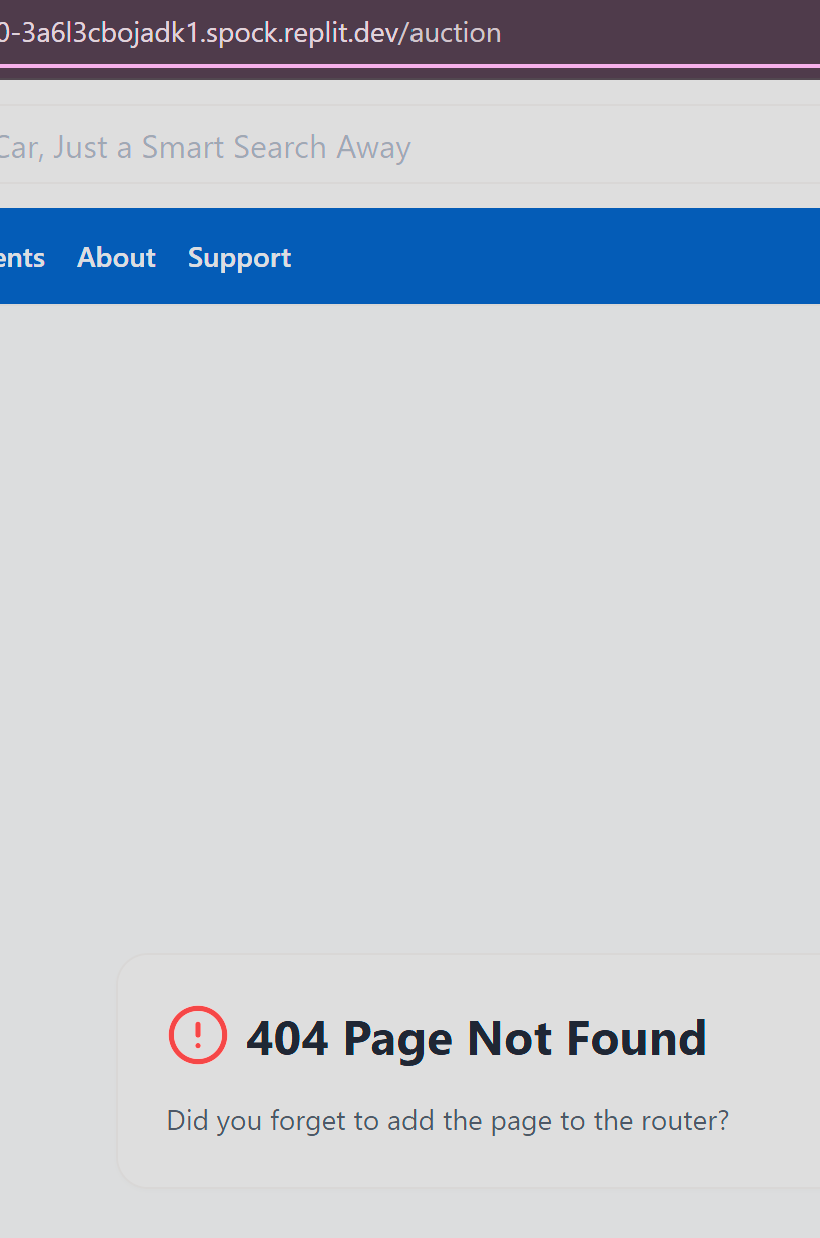 0-3a6l3cbojadk1.spock.replit.dev/auction
Car, Just a Smart Search Away
ents About Support
404 Page Not Found
Did you forget to add the page to the router?